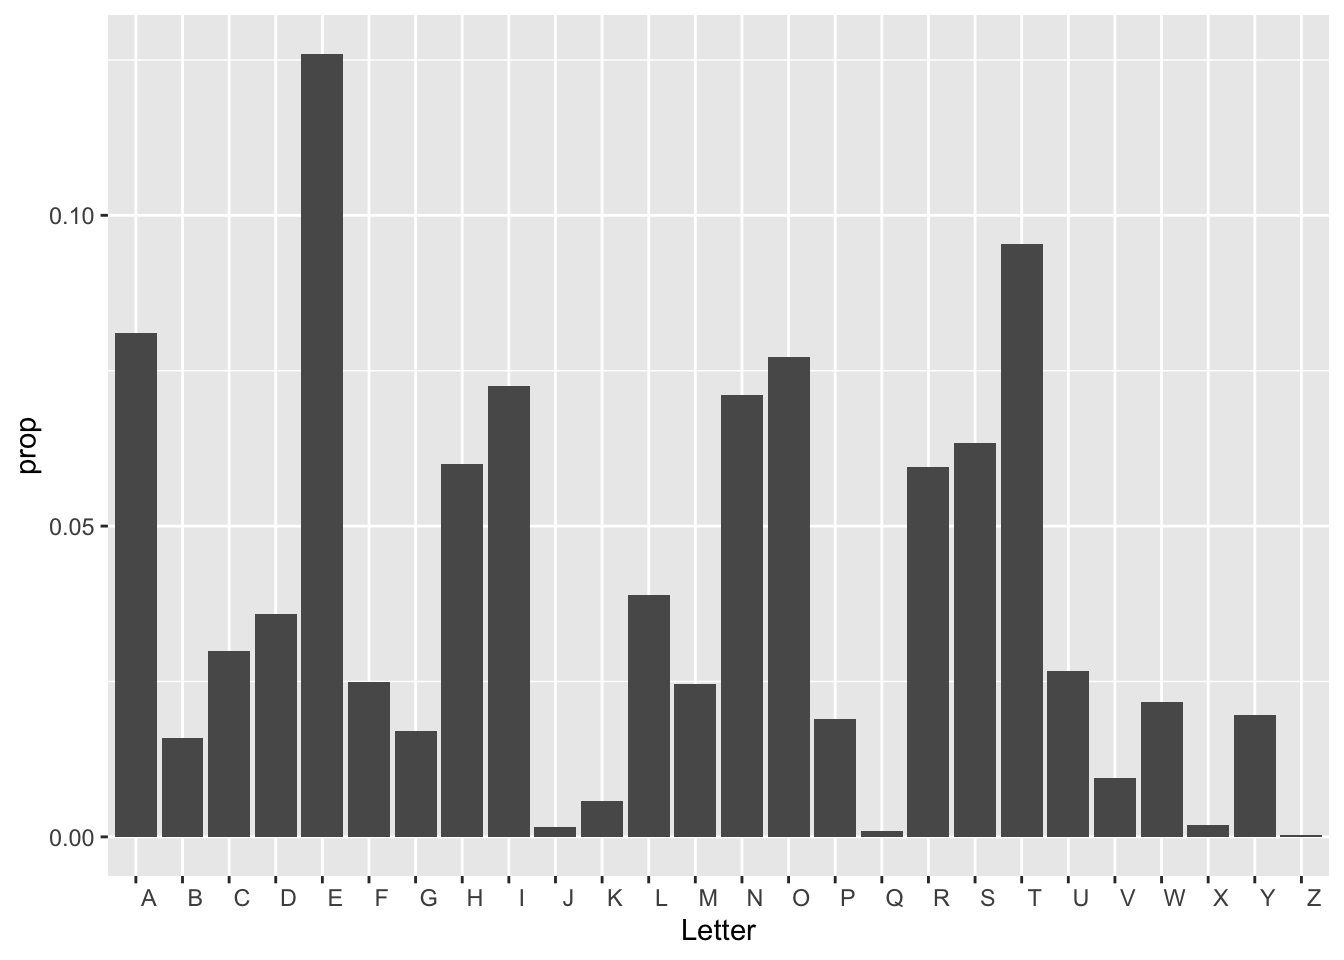 prop
0.10
0.05
0.00
A B C D E F G H I J K L M N O P Q R S T U V W X Y Z
Letter